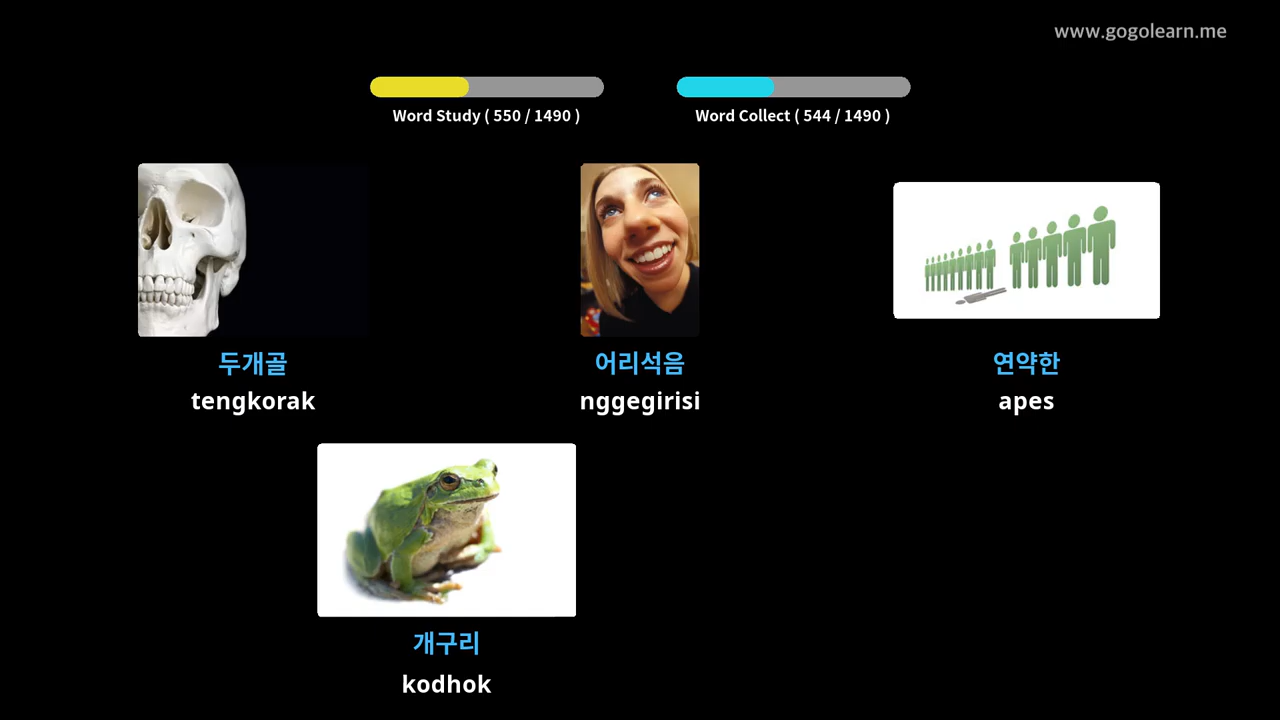 www.gogolearn.me
Word Study ( 550 / 1490 )
Word Collect ( 544 / 1490 )
두개골
tengkorak
어리석음
nggegirisi
연약한
apes
개구리
kodhok